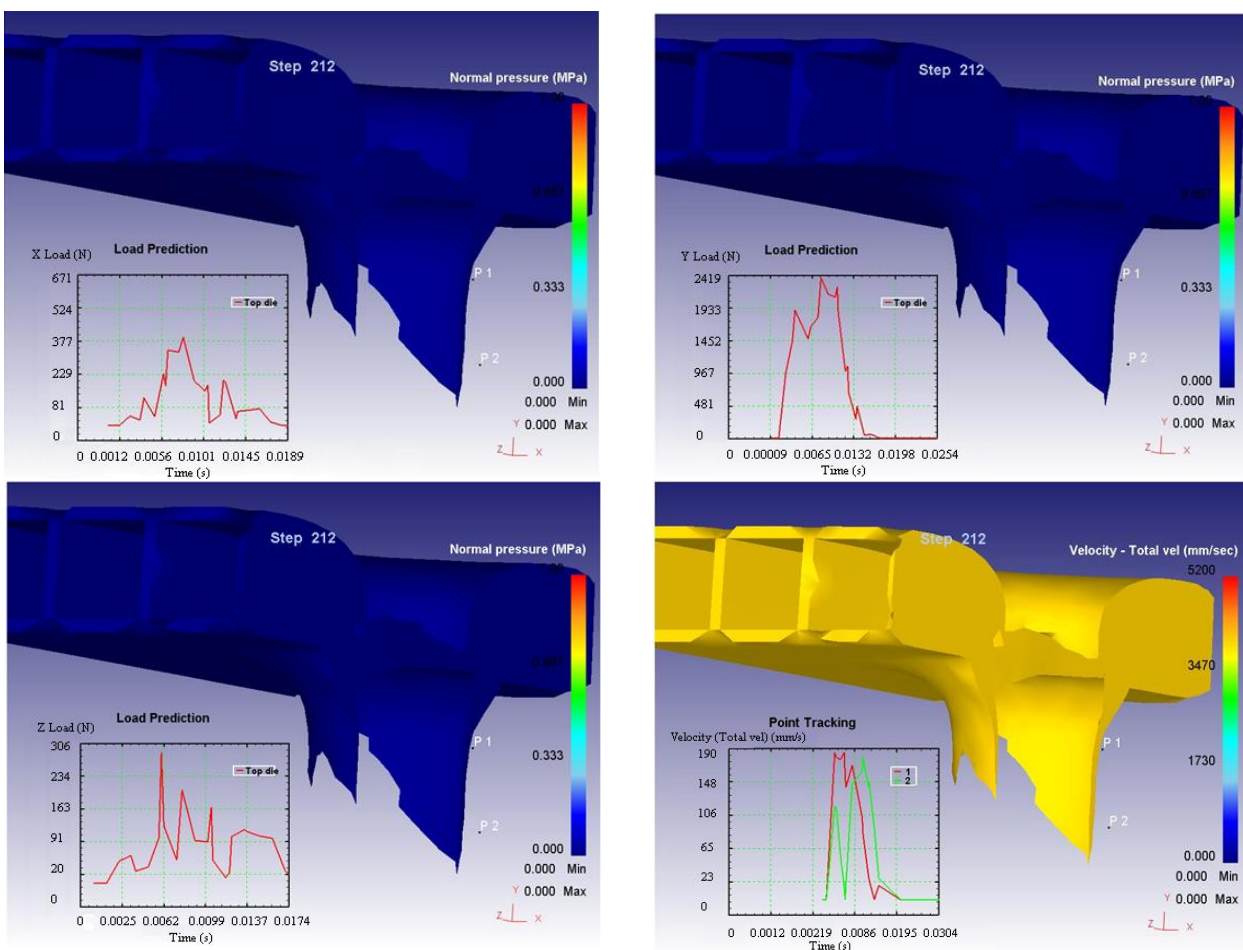 Step 212
Normal pressure (MPa)
0.667
0.333
0.000
0.000 Min
0.000 Max
Y
Z X
P 1
P 2
Load Prediction
X Load (N)
671
524
377
229
81
0
Top die
0 0.0012 0.0056 0.0101 0.0145 0.0189
Time (s)
Step 212
Normal pressure (MPa)
0.667
0.333
0.000
0.000 Min
0.000 Max
Y
Z X
P 1
P 2
Load Prediction
Y Load (N)
2419
1933
1452
967
481
0
Top die
0 0.00009 0.0065 0.0132 0.0198 0.0254
Time (s)
Step 212
Normal pressure (MPa)
0.667
0.333
0.000
0.000 Min
0.000 Max
Y
Z X
P 1
P 2
Load Prediction
Z Load (N)
306
234
163
91
20
0
Top die
0 0.0025 0.0062 0.0099 0.0137 0.0174
Time (s)
Step 212
Velocity - Total vel (mm/sec)
5200
3470
1730
0.000
0.000 Min
0.000 Max
Y
Z X
P 1
P 2
Point Tracking
Velocity (Total vel) (mm/s)
190
148
106
65
23
0
1
2
0 0.0012 0.00219 0.0086 0.0195 0.0304
Time (s)